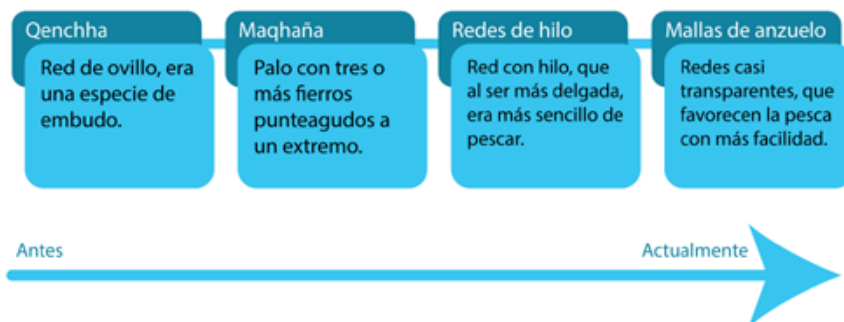 Qenchha
Red de ovillo, era
una especie de
embudo.
Maqhaña
Palo con tres o
más fierros
punteagudos a
un extremo.
Redes de hilo
Red con hilo, que
al ser más delgada,
era más sencillo de
pescar.
Mallas de anzuelo
Redes casi
transparentes, que
favorecen la pesca
con más facilidad.
Antes
Actualmente